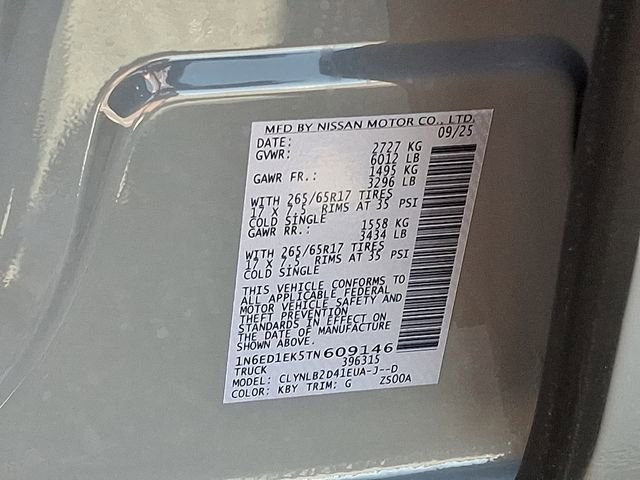 MFD BY NISSAN MOTOR CO., LTD.
DATE: 09/25
GVWR: 2727 KG
6012 LB
GAWR FR.: 1495 KG
3296 LB
WITH 265/65R17 TIRES
17 X 7.5 RIMS AT 35 PSI
COLD SINGLE
GAWR RR.: 1558 KG
3434 LB
WITH 265/65R17 TIRES
17 X 7.5 RIMS AT 35 PSI
COLD SINGLE
THIS VEHICLE CONFORMS TO
ALL APPLICABLE FEDERAL
MOTOR VEHICLE SAFETY AND
THEFT PREVENTION
STANDARDS IN EFFECT ON
THE DATE OF MANUFACTURE
SHOWN ABOVE.
1N6ED1EK5TN609146
TRUCK 396315
MODEL: CLYNLB2D41EUA-J--D
COLOR: KBY TRIM: G Z500A